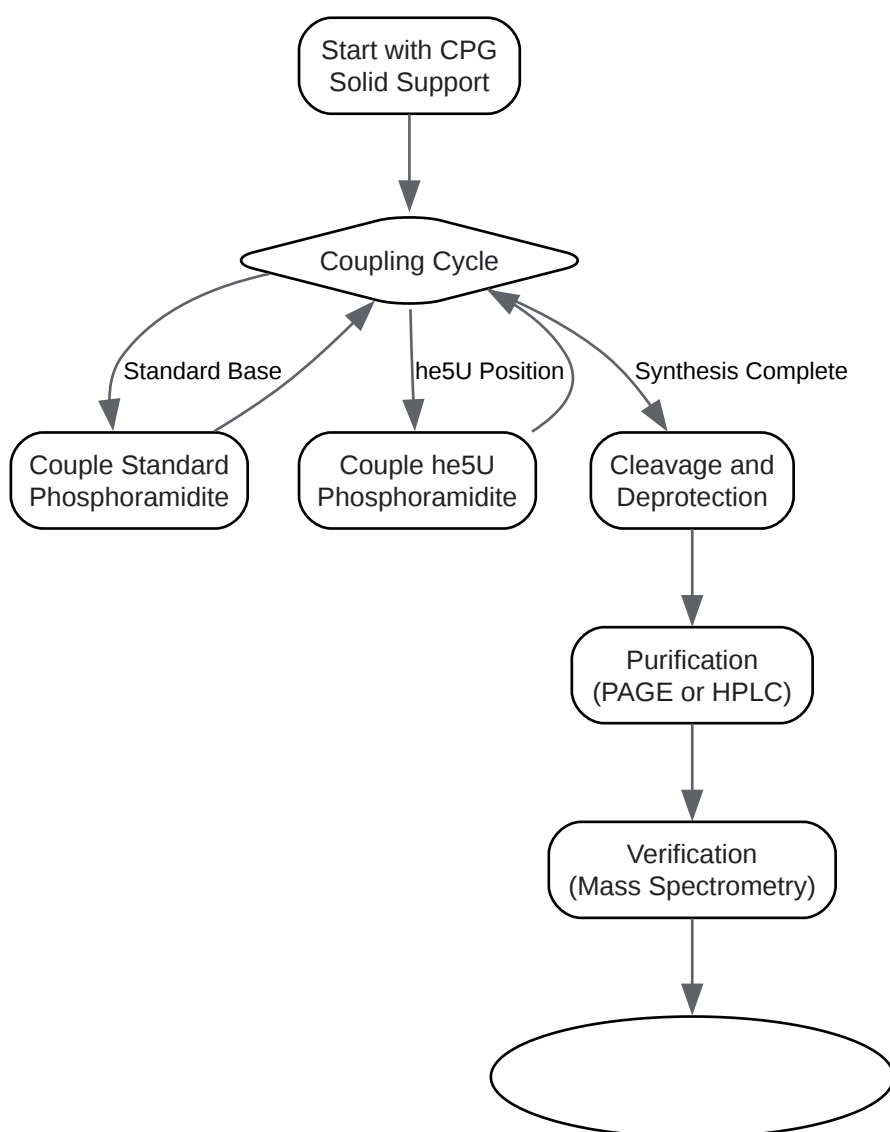 Start with CPG
Solid Support
Coupling Cycle
Standard Base
he5U Position
Synthesis Complete
Couple Standard
Phosphoramidite
Couple he5U
Phosphoramidite
Cleavage and
Deprotection
Purification
(PAGE or HPLC)
Verification
(Mass Spectrometry)